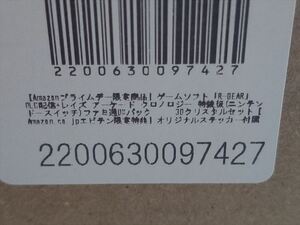 2200630097427
[Amazonプライムデー限定商品] ゲームソフト [R-GEAR]
DLC配信・レイズ アーケード クロノロジー 特装版(ニンテン
ドースイッチ)ファミ通DXパック 3Dクリスタルセット [
Amazon.co.jpエビテン限定特典] オリジナルステッカー付属
2200630097427